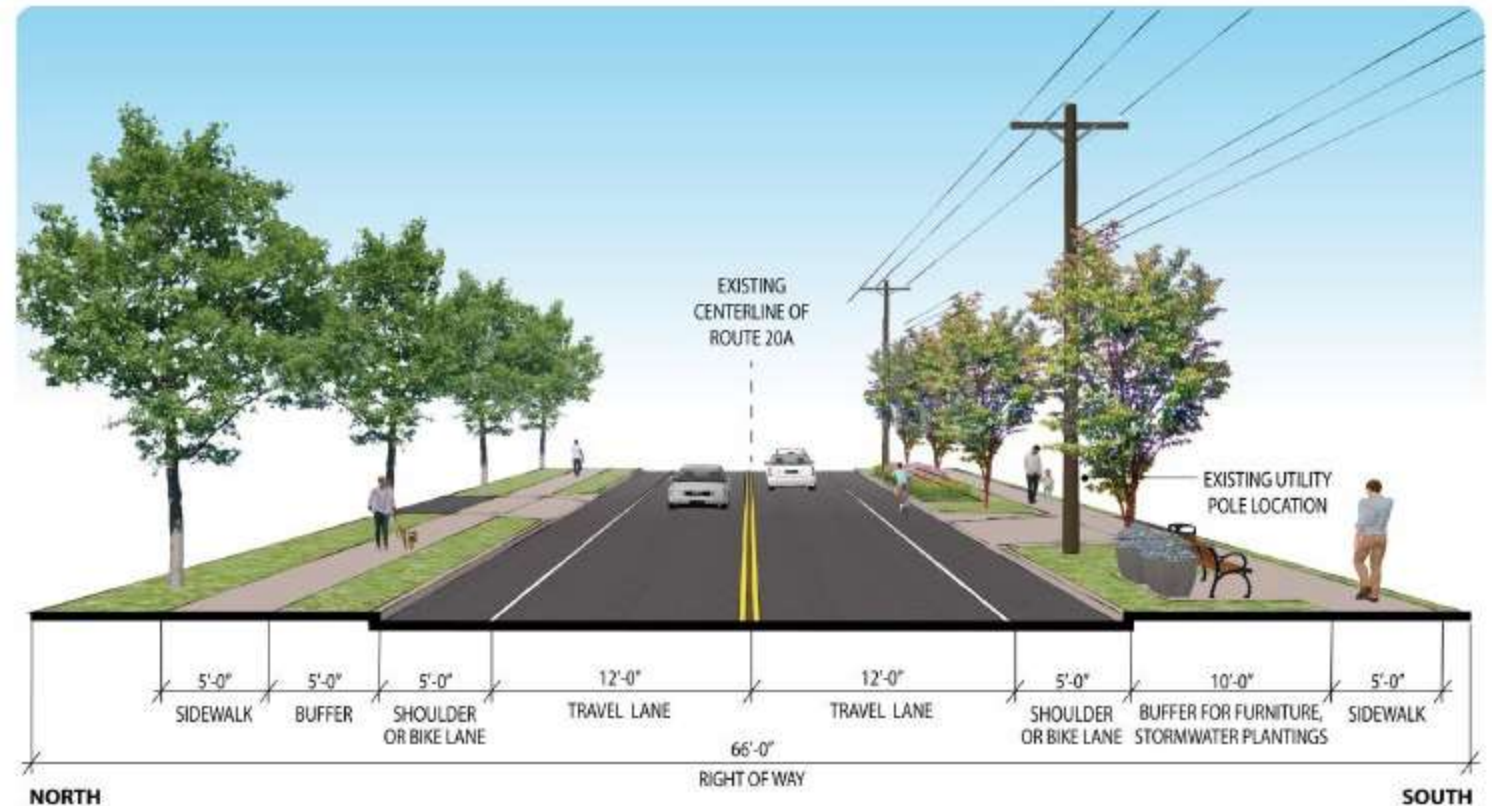 EXISTING
CENTERLINE OF
ROUTE 20A
EXISTING UTILITY
POLE LOCATION
5'-0"
5'-0"
5'-0"
12'-0"
12'-0"
5'-0"
10'-0"
5'-0"
SIDEWALK
BUFFER
SHOULDER
OR BIKE LANE
TRAVEL LANE
TRAVEL LANE
SHOULDER
OR BIKE LANE
BUFFER FOR FURNITURE,
STORMWATER PLANTINGS
SIDEWALK
66'-0"
RIGHT OF WAY
NORTH
SOUTH